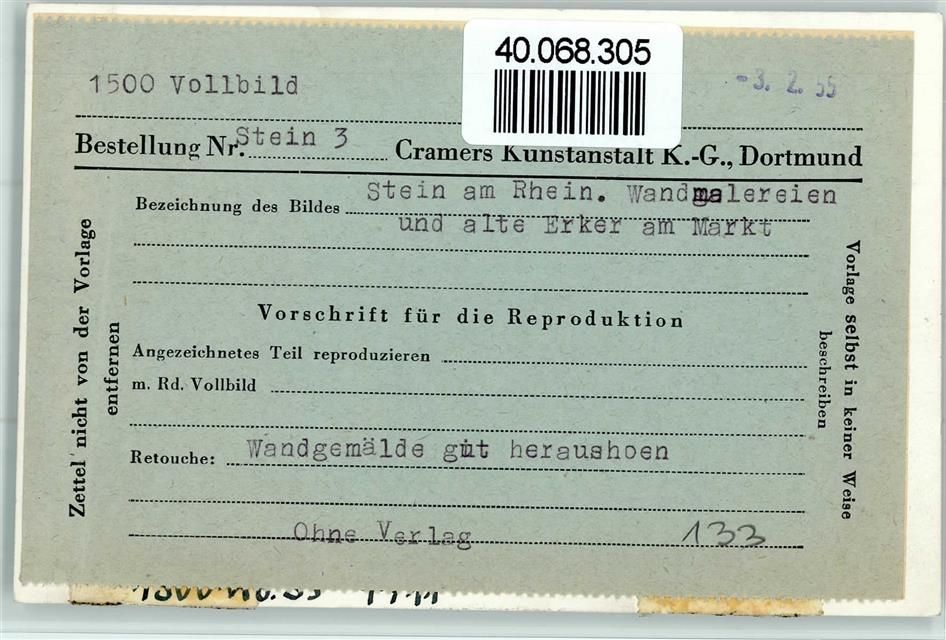 40.068.305
1500 Vollbild
-3. 2. 55
Bestellung Nr. Stein 3 Cramers Kunstanstalt K.-G., Dortmund
Bezeichnung des Bildes Stein am Rhein. Wandmalereien
und alte Erker am Markt
Vorschrift für die Reproduktion
Angezeichnetes Teil reproduzieren
m. Rd. Vollbild
Retouche: Wandgemälde gut heraushoen
Ohne Verlag
133
Zettel nicht von der Vorlage
entfernen
Vorlage selbst in keiner Weise
beschreiben